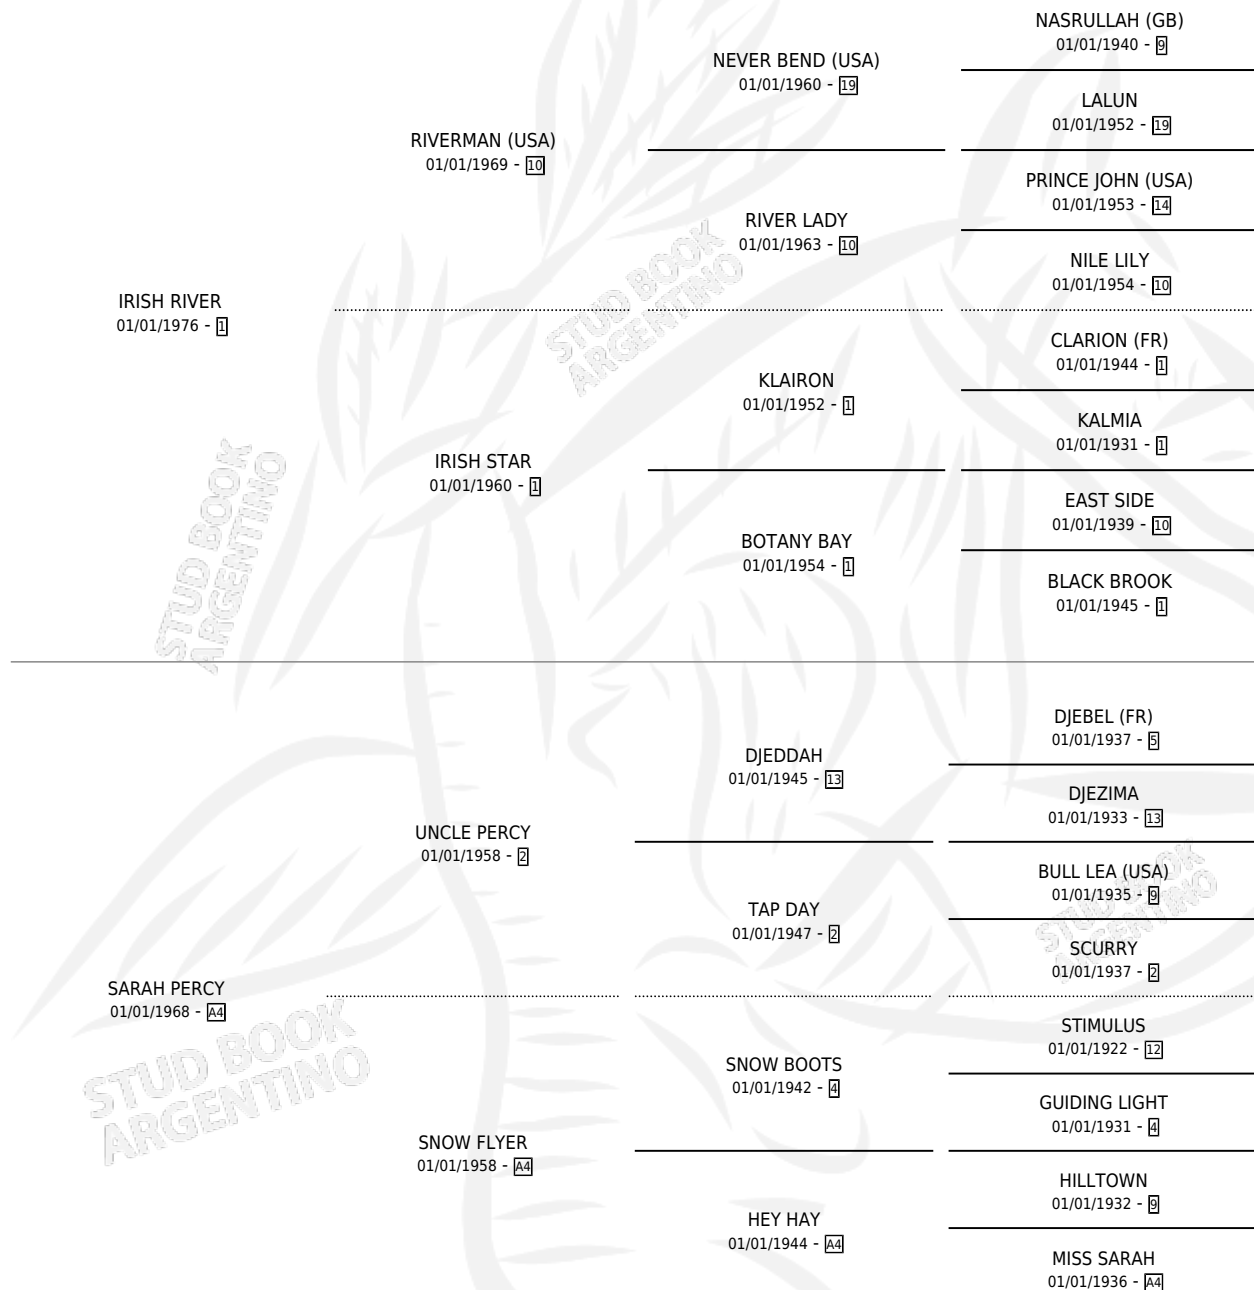 NASRULLAH (GB)
01/01/1940 - 9
NEVER BEND (USA)
01/01/1960 - 19
LALUN
01/01/1952 - 19
RIVERMAN (USA)
01/01/1969 - 10
PRINCE JOHN (USA)
01/01/1953 - 14
RIVER LADY
01/01/1963 - 10
NILE LILY
01/01/1954 - 10
IRISH RIVER
01/01/1976 - 1
CLARION (FR)
01/01/1944 - 1
KLAIRON
01/01/1952 - 1
KALMIA
01/01/1931 - 1
IRISH STAR
01/01/1960 - 1
EAST SIDE
01/01/1939 - 10
BOTANY BAY
01/01/1954 - 1
BLACK BROOK
01/01/1945 - 1
STUD BOOK
ARGENTINO
STUD BOOK
ARGENTINO
DJEBEL (FR)
01/01/1937 - 5
DJEDDAH
01/01/1945 - 13
DJEZIMA
01/01/1933 - 13
UNCLE PERCY
01/01/1958 - 2
BULL LEA (USA)
01/01/1935 - 9
TAP DAY
01/01/1947 - 2
SCURRY
01/01/1937 - 2
SARAH PERCY
01/01/1968 - A4
STIMULUS
01/01/1922 - 12
SNOW BOOTS
01/01/1942 - 4
GUIDING LIGHT
01/01/1931 - 4
SNOW FLYER
01/01/1958 - A4
HILLTOWN
01/01/1932 - 9
HEY HAY
01/01/1944 - A4
MISS SARAH
01/01/1936 - A4
STUD BOOK
ARGENTINO
STUD BOOK
ARGENTINO